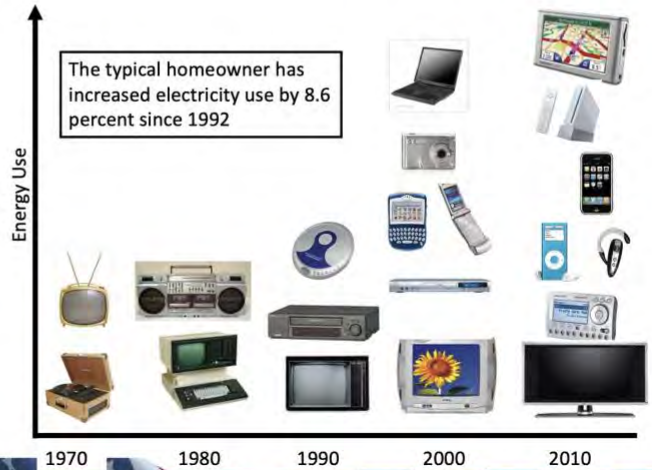 The typical homeowner has
increased electricity use by 8.6
percent since 1992
Energy Use
1970 1980 1990 2000 2010